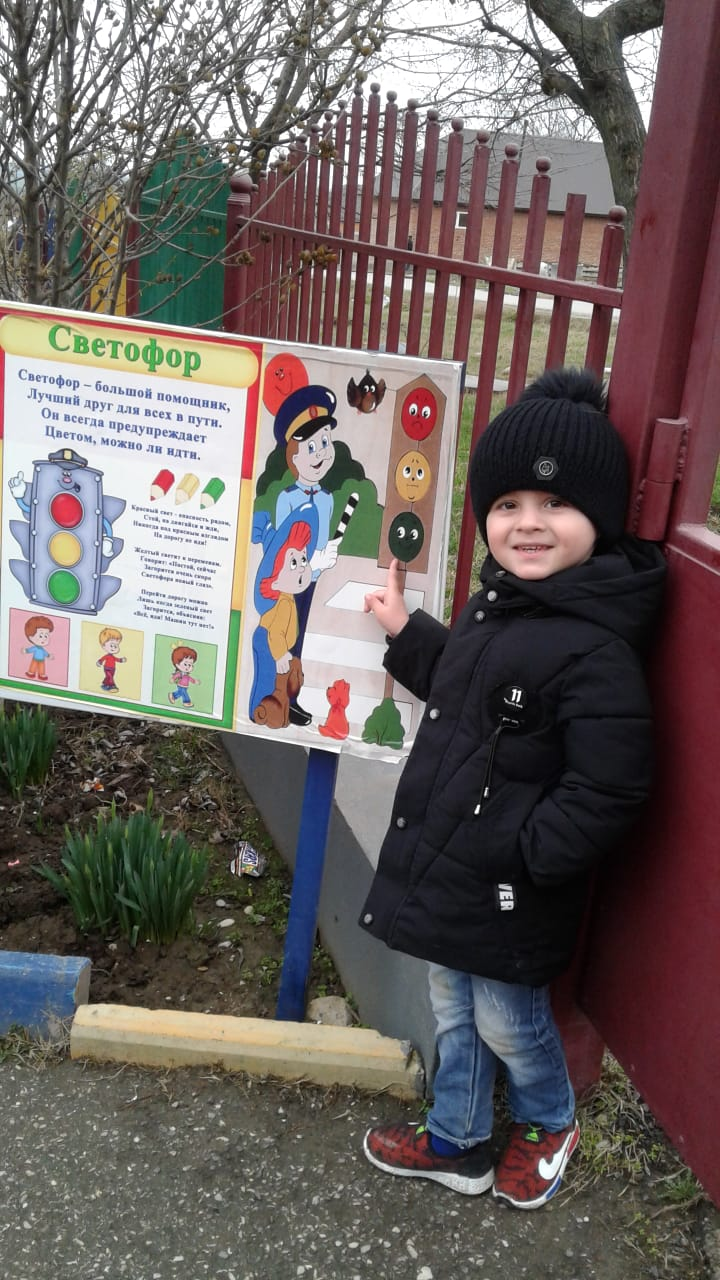 Светофор
Светофор – большой помощник,
Лучший друг для всех в пути.
Он всегда предупреждает
Цветом, можно ли идти.
Красный свет - опасность рядом,
Стой, не двигайся и жди,
Никогда под красным взглядом
На дорогу не иди!
Желтый светит к переменам,
Говорит: «Постой, сейчас
Загорится очень скоро
Светофора новый глаз».
Перейти дорогу можно
Лишь когда зеленый свет
Загорится, объясняя:
«Всё, иди! Машин тут нет!»
11
VER